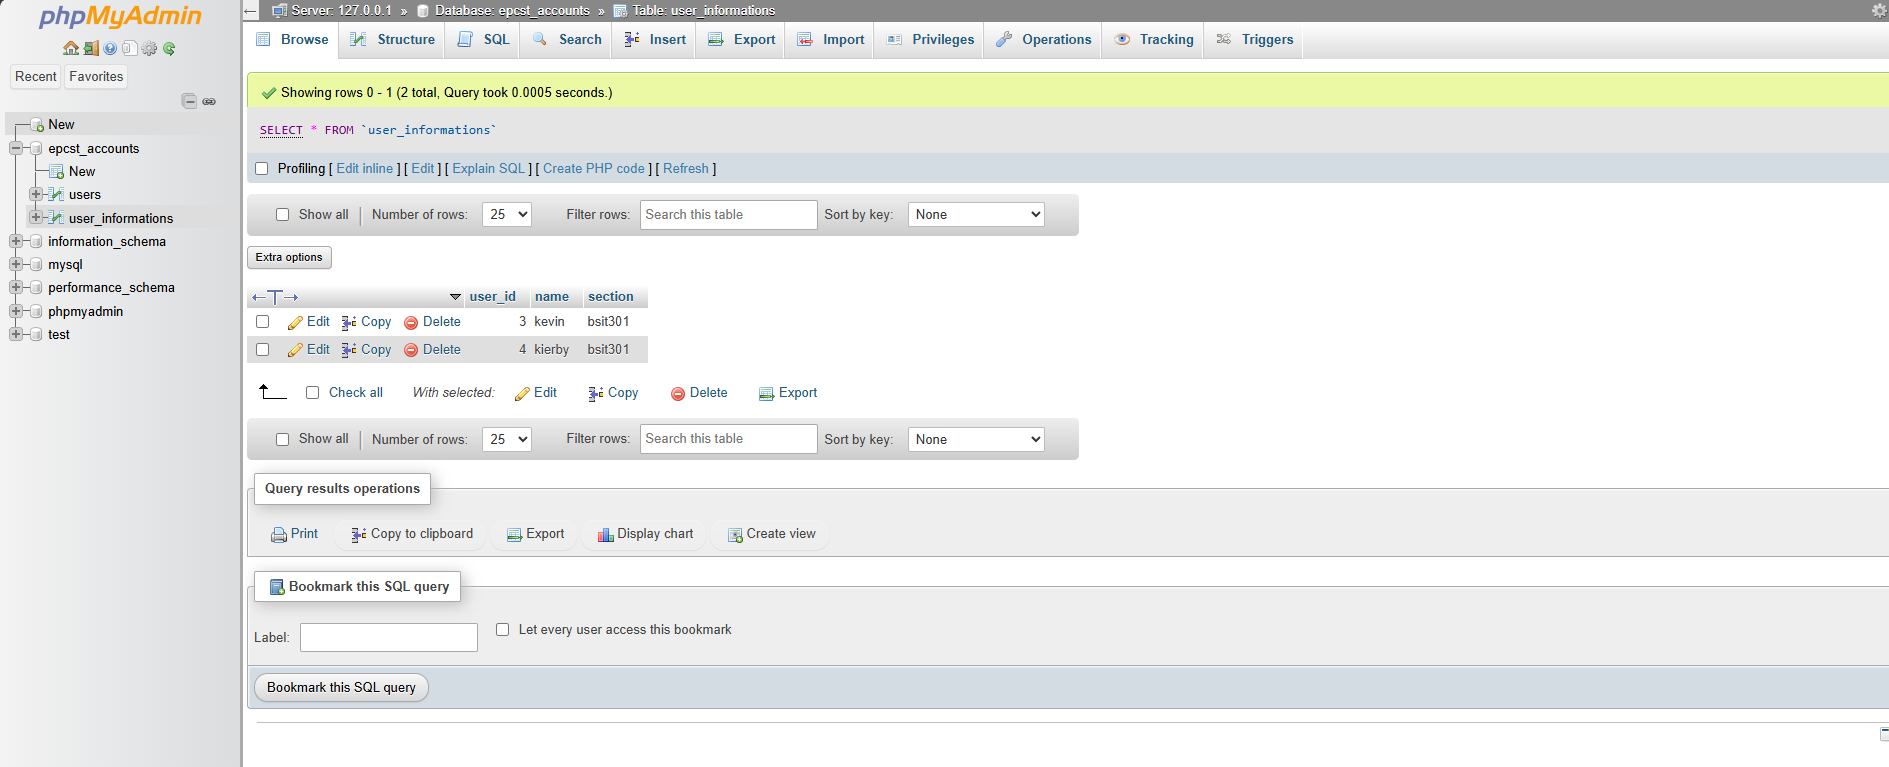 phpMyAdmin
Recent Favorites
New
epcst_accounts
New
users
user_informations
information_schema
mysql
performance_schema
phpmyadmin
test
Server: 127.0.0.1 » Database: epcst_accounts » Table: user_informations
Browse Structure SQL Search Insert Export Import Privileges Operations Tracking Triggers
Showing rows 0 - 1 (2 total, Query took 0.0005 seconds.)
SELECT * FROM `user_informations`
Profiling [ Edit inline ] [ Edit ] [ Explain SQL ] [ Create PHP code ] [ Refresh ]
Show all Number of rows: 25 Filter rows: Search this table Sort by key: None
Extra options
user_id name section
Edit Copy Delete 3 kevin bsit301
Edit Copy Delete 4 kierby bsit301
Check all With selected: Edit Copy Delete Export
Show all Number of rows: 25 Filter rows: Search this table Sort by key: None
Query results operations
Print Copy to clipboard Export Display chart Create view
Bookmark this SQL query
Label: Let every user access this bookmark
Bookmark this SQL query